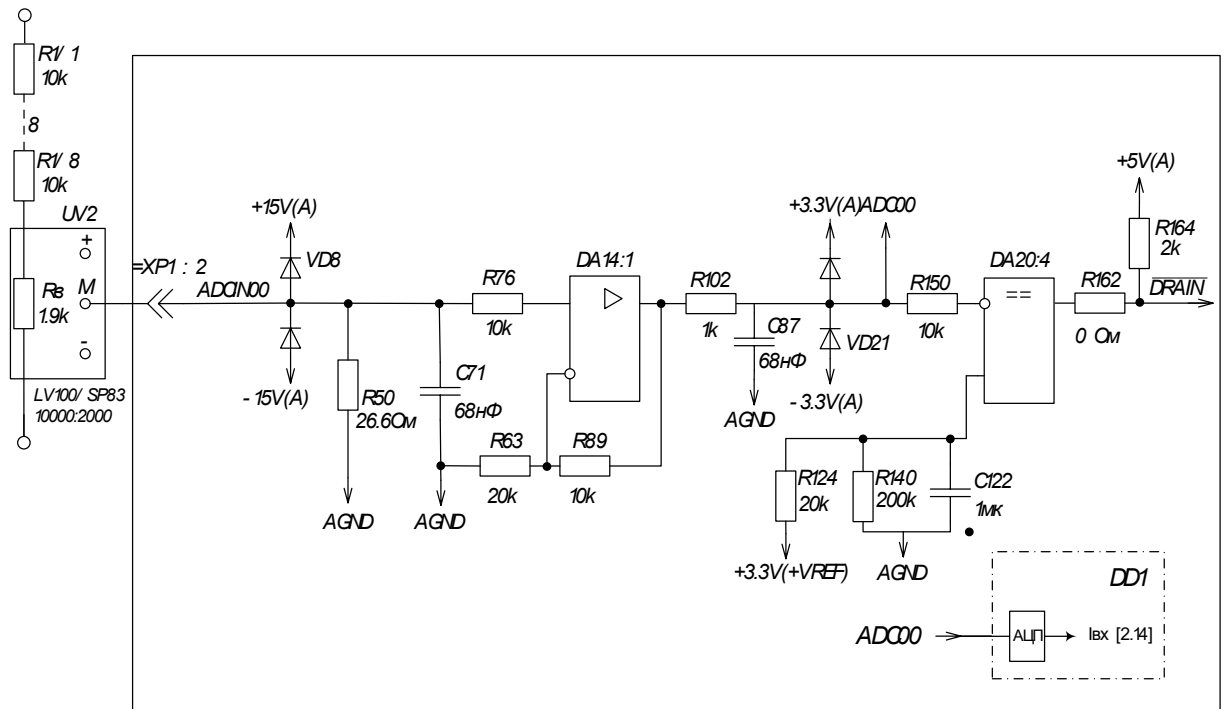 R1/ 1
10k
8
R1/ 8
10k
UV2
+
M
-
Rв
1.9k
LV100/ SP83
10000:2000
=XP1 : 2
ADCIN00
+15V(A)
VD8
- 15V(A)
R50
26.6Ом
AGND
C71
68нФ
AGND
R76
10k
R63
20k
R89
10k
DA14:1
R102
1k
C87
68нФ
AGND
+3.3V(A)
ADC00
VD21
- 3.3V(A)
R150
10k
DA20:4
==
R162
0 Ом
+5V(A)
R164
2k
DRAIN
R124
20k
+3.3V(+VREF)
R140
200k
AGND
C122
1мк
DD1
ADC00
АЦП
Iвх [2.14]